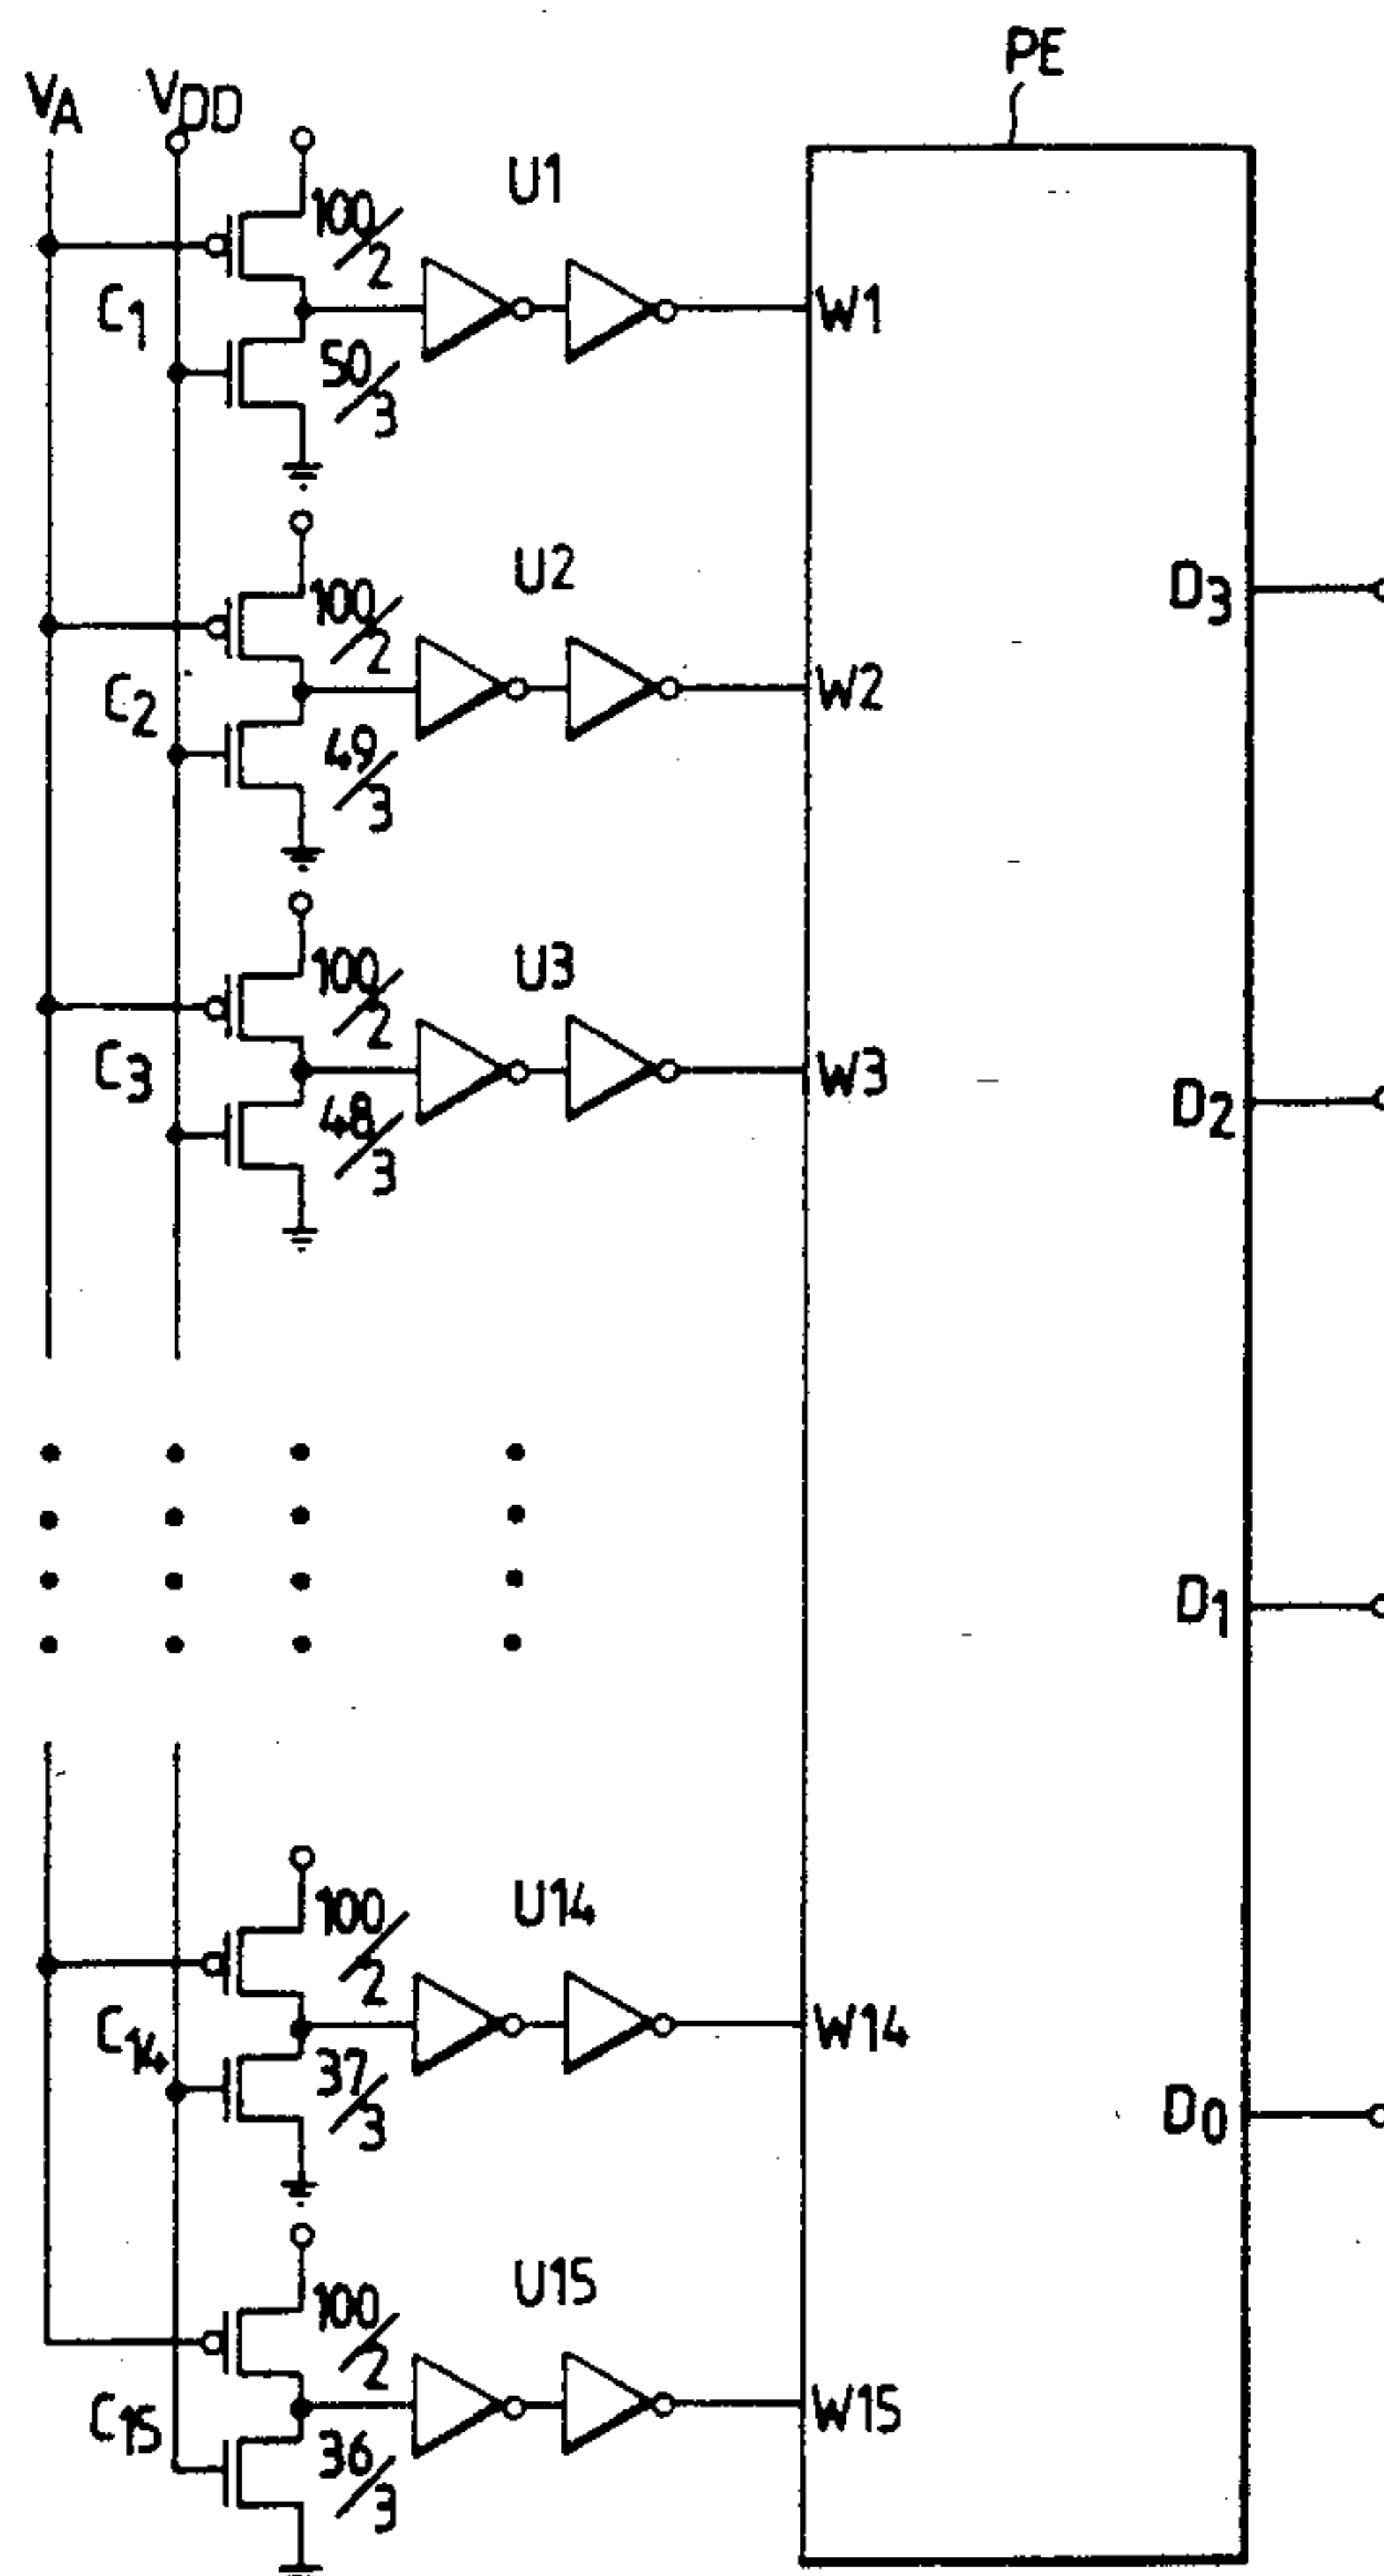 PE
VA VDD
U1
100/2
C1
W1
50/3
U2
100/2
D3
C2
W2
49/3
U3
100/2
C3
W3
D2
48/3
D1
U14
100/2
C14
W14
37/3
D0
U15
100/2
C15
W15
36/3